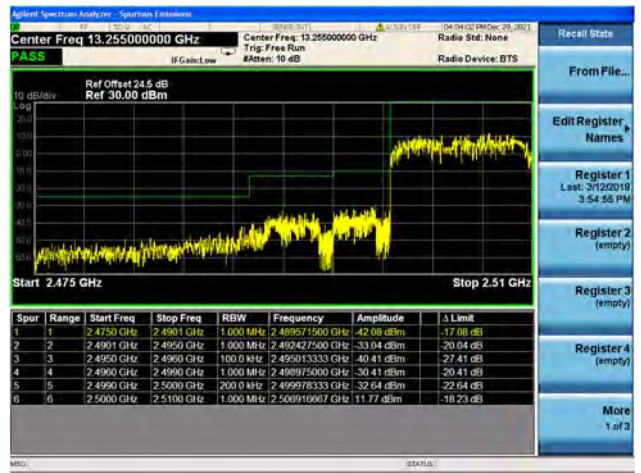 Agilent Spectrum Analyzer - Spurious Emissions
04:04:02 PM Dec 29, 2021
Center Freq 13.255000000 GHz
Center Freq: 13.255000000 GHz
Radio Std: None
Trig: Free Run
PASS
IFGain:Low
#Atten: 10 dB
Radio Device: BTS
Ref Offset 24.5 dB
10 dB/div
Ref 30.00 dBm
Log
Start 2.475 GHz
Stop 2.51 GHz
Spur Range Start Freq Stop Freq RBW Frequency Amplitude Δ Limit
1 1 2.4750 GHz 2.4901 GHz 1.000 MHz 2.489571500 GHz -42.08 dBm -17.08 dB
2 2 2.4901 GHz 2.4950 GHz 1.000 MHz 2.492427500 GHz -33.04 dBm -20.04 dB
3 3 2.4950 GHz 2.4960 GHz 100.0 kHz 2.495013333 GHz -40.41 dBm -27.41 dB
4 4 2.4960 GHz 2.4990 GHz 1.000 MHz 2.498975000 GHz -30.41 dBm -20.41 dB
5 5 2.4990 GHz 2.5000 GHz 200.0 kHz 2.499978333 GHz -32.64 dBm -22.64 dB
6 6 2.5000 GHz 2.5100 GHz 1.000 MHz 2.506916667 GHz 11.77 dBm -18.23 dB
MSG
STATUS
Recall State
From File...
Edit Register
Names
Register 1
Last: 3/12/2019
3:54:55 PM
Register 2
(empty)
Register 3
(empty)
Register 4
(empty)
More
1 of 3